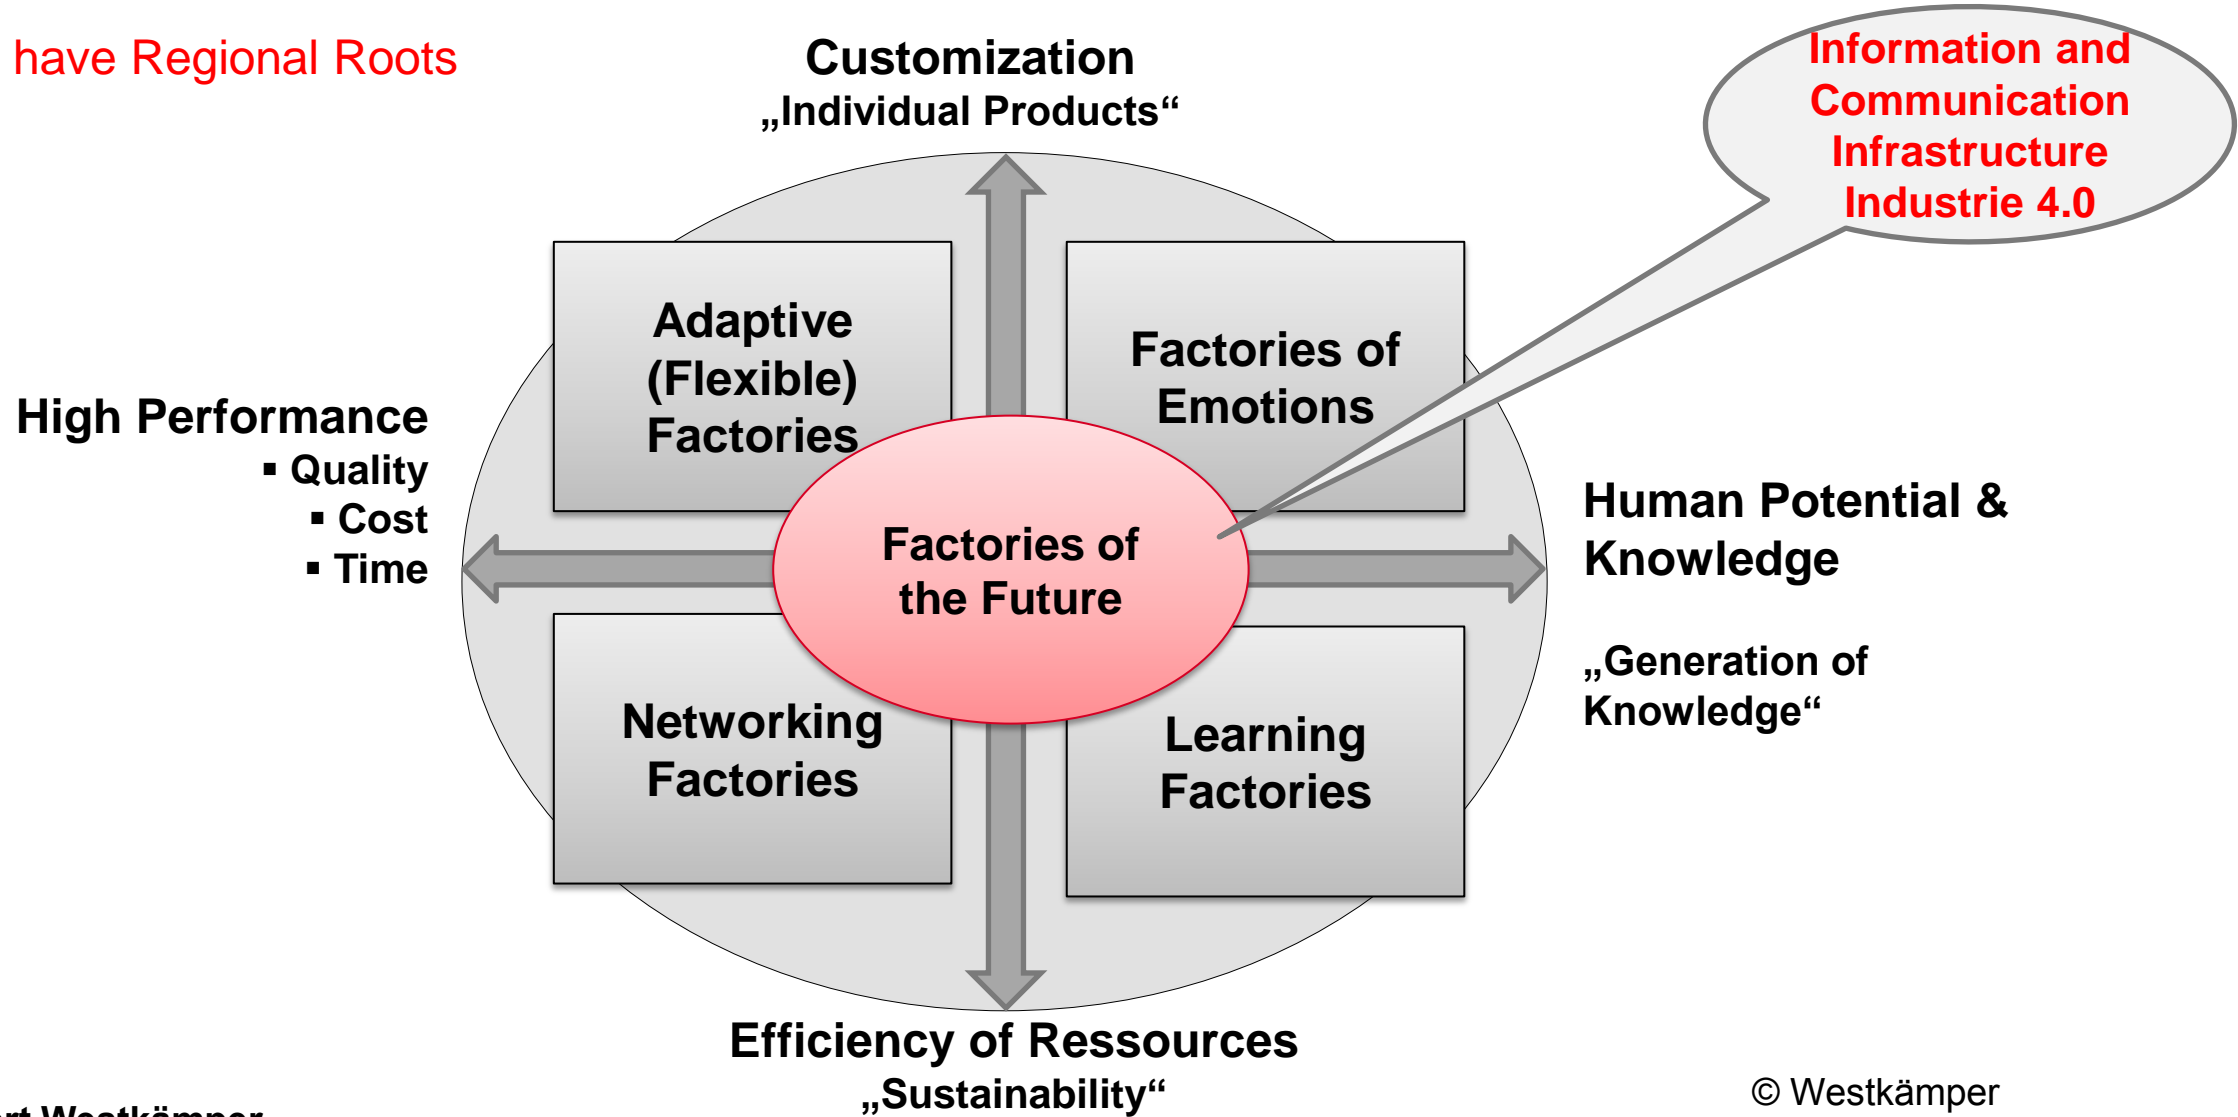 have Regional Roots
Customization
„Individual Products“
Information and
Communication
Infrastructure
Industrie 4.0
Adaptive
(Flexible)
Factories
Factories of
Emotions
High Performance
▪ Quality
▪ Cost
▪ Time
Factories of
the Future
Human Potential &
Knowledge
„Generation of
Knowledge“
Networking
Factories
Learning
Factories
Efficiency of Ressources
„Sustainability“
© Westkämper
Westkämper